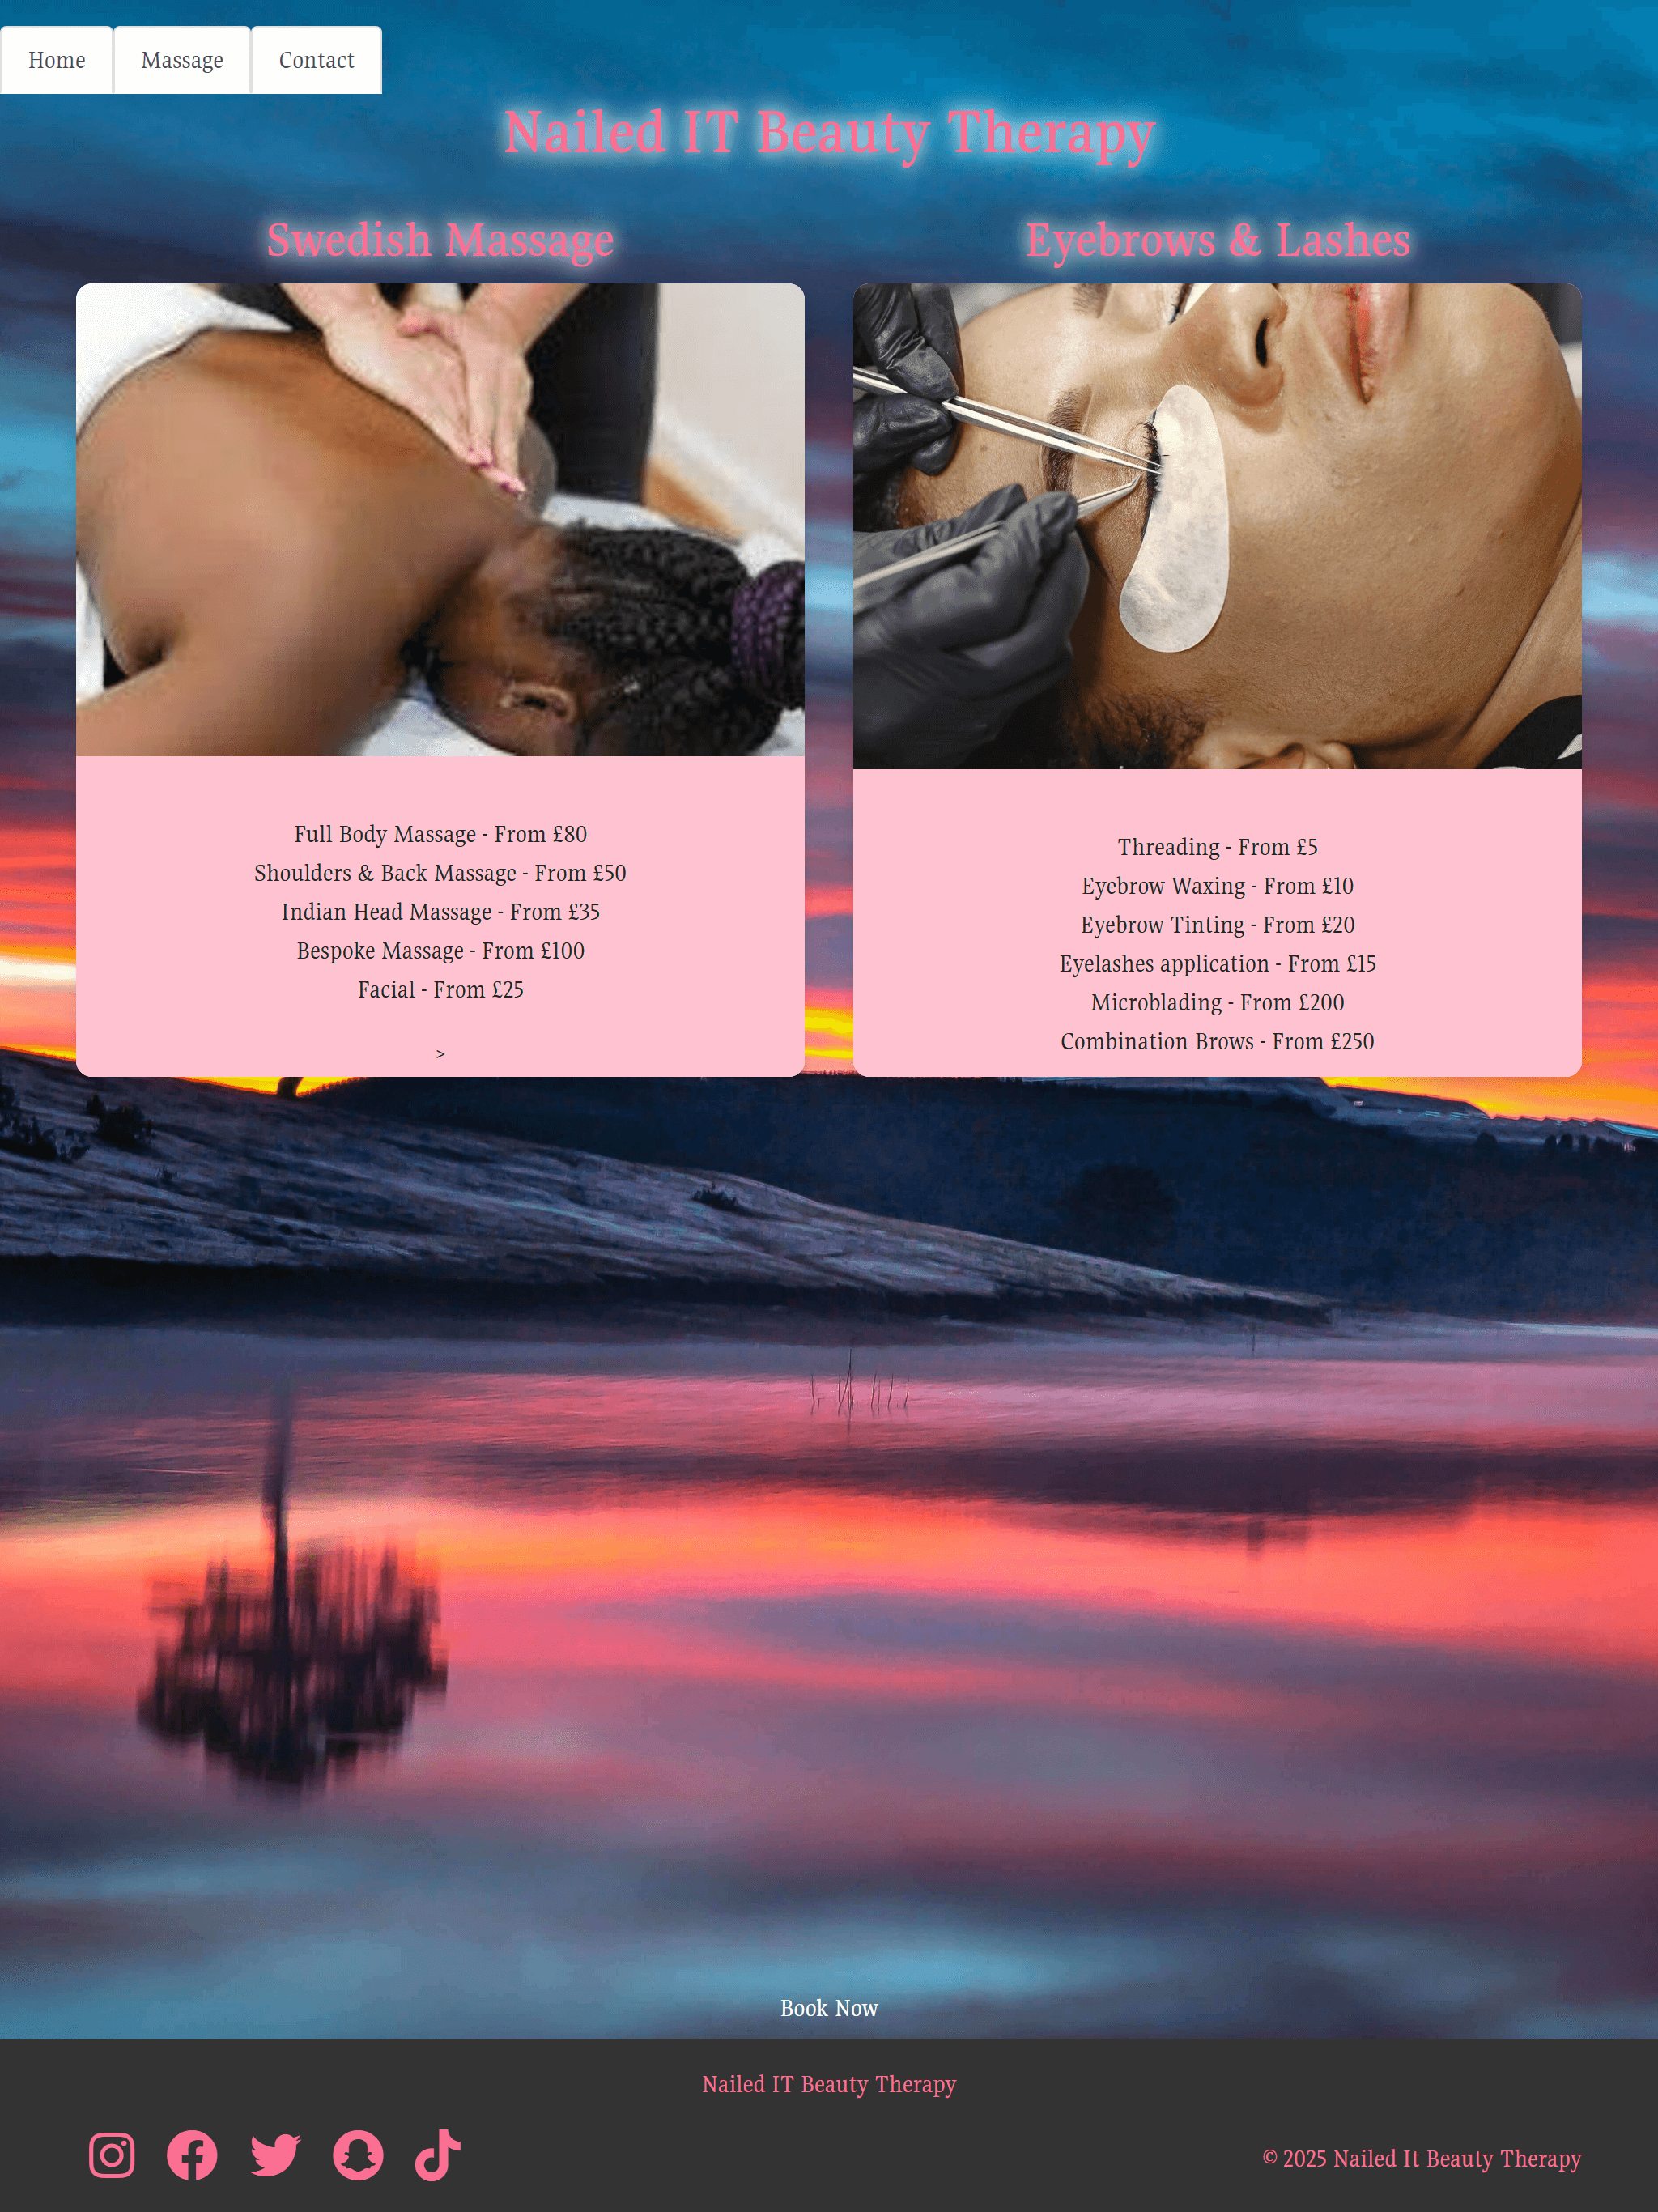 Home
Massage
Contact
Nailed IT Beauty Therapy
Swedish Massage
Full Body Massage - From £80
Shoulders & Back Massage - From £50
Indian Head Massage - From £35
Bespoke Massage - From £100
Facial - From £25
>
Eyebrows & Lashes
Threading - From £5
Eyebrow Waxing - From £10
Eyebrow Tinting - From £20
Eyelashes application - From £15
Microblading - From £200
Combination Brows - From £250
Book Now
Nailed IT Beauty Therapy
© 2025 Nailed It Beauty Therapy